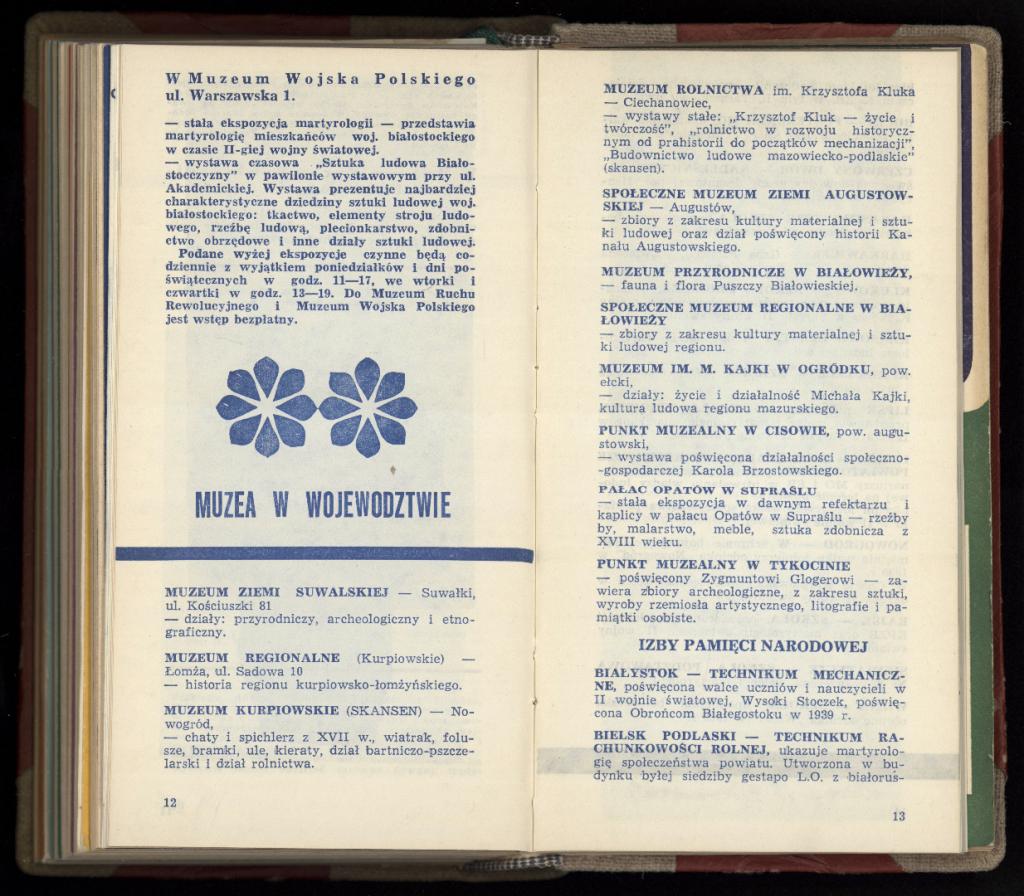 W Muzeum Wojska Polskiego
ul. Warszawska 1.
— stała ekspozycja martyrologii — przedstawia
martyrologię mieszkańców woj. białostockiego
w czasie II-giej wojny światowej.
— wystawa czasowa „Sztuka ludowa Biało-
stocczyzny" w pawilonie wystawowym przy ul.
Akademickiej. Wystawa prezentuje najbardziej
charakterystyczne dziedziny sztuki ludowej woj.
białostockiego: tkactwo, elementy stroju ludo-
wego, rzeźbę ludową, plecionkarstwo, zdobni-
ctwo obrzędowe i inne działy sztuki ludowej.
Podane wyżej ekspozycje czynne będą co-
dziennie z wyjątkiem poniedziałków i dni po-
świątecznych w godz. 11—17, we wtorki i
czwartki w godz. 13—19. Do Muzeum Ruchu
Rewolucyjnego i Muzeum Wojska Polskiego
jest wstęp bezpłatny.
MUZEA W WOJEWODZTWIE
MUZEUM ZIEMI SUWALSKIEJ — Suwałki,
ul. Kościuszki 81
— działy: przyrodniczy, archeologiczny i etno-
graficzny.
MUZEUM REGIONALNE (Kurpiowskie) —
Łomża, ul. Sadowa 10
— historia regionu kurpiowsko-łomżyńskiego.
MUZEUM KURPIOWSKIE (SKANSEN) — No-
wogród,
— chaty i spichlerz z XVII w., wiatrak, folu-
sze, bramki, ule, kieraty, dział bartniczo-pszcze-
larski i dział rolnictwa.
12
MUZEUM ROLNICTWA im. Krzysztofa Kluka
— Ciechanowiec,
— wystawy stałe: „Krzysztof Kluk — życie i
twórczość", „rolnictwo w rozwoju historycz-
nym od prahistorii do początków mechanizacji",
„Budownictwo ludowe mazowiecko-podlaskie"
(skansen).
SPOŁECZNE MUZEUM ZIEMI AUGUSTOW-
SKIEJ — Augustów,
— zbiory z zakresu kultury materialnej i sztu-
ki ludowej oraz dział poświęcony historii Ka-
nału Augustowskiego.
MUZEUM PRZYRODNICZE W BIAŁOWIEŻY,
— fauna i flora Puszczy Białowieskiej.
SPOŁECZNE MUZEUM REGIONALNE W BIA-
ŁOWIEŻY
— zbiory z zakresu kultury materialnej i sztu-
ki ludowej regionu.
MUZEUM IM. M. KAJKI W OGRÓDKU, pow.
ełcki,
— działy: życie i działalność Michała Kajki,
kultura ludowa regionu mazurskiego.
PUNKT MUZEALNY W CISOWIE, pow. augu-
stowski,
— wystawa poświęcona działalności społeczno-
-gospodarczej Karola Brzostowskiego.
PAŁAC OPATÓW W SUPRAŚLU
— stała ekspozycja w dawnym refektarzu i
kaplicy w pałacu Opatów w Supraślu — rzeźby
by, malarstwo, meble, sztuka zdobnicza z
XVIII wieku.
PUNKT MUZEALNY W TYKOCINIE
— poświęcony Zygmuntowi Glogerowi — za-
wiera zbiory archeologiczne, z zakresu sztuki,
wyroby rzemiosła artystycznego, litografie i pa-
miątki osobiste.
IZBY PAMIĘCI NARODOWEJ
BIAŁYSTOK — TECHNIKUM MECHANICZ-
NE, poświęcona walce uczniów i nauczycieli w
II wojnie światowej, Wysoki Stoczek, poświę-
cona Obrońcom Białegostoku w 1939 r.
BIELSK PODLASKI — TECHNIKUM RA-
CHUNKOWOŚCI ROLNEJ, ukazuje martyrolo-
gię społeczeństwa powiatu. Utworzona w bu-
dynku byłej siedziby gestapo L.O. z białorus-
13